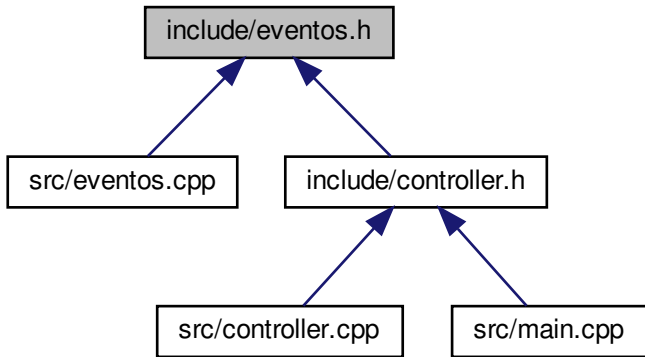 include/eventos.h
src/eventos.cpp
include/controller.h
src/controller.cpp
src/main.cpp